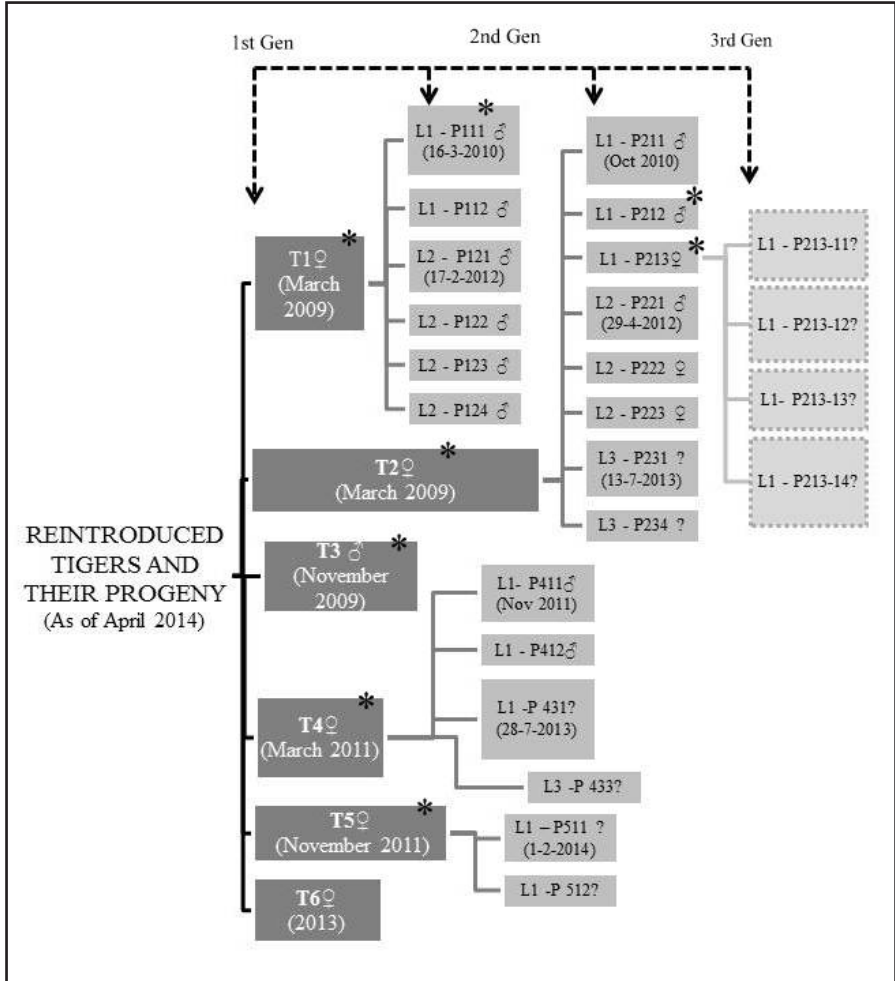 1st Gen
2nd Gen
3rd Gen
REINTRODUCED
TIGERS AND
THEIR PROGENY
(As of April 2014)
*
T1♀
(March
2009)
*
L1 - P111 ♂
(16-3-2010)
L1 - P112 ♂
L2 - P121 ♂
(17-2-2012)
L2 - P122 ♂
L2 - P123 ♂
L2 - P124 ♂
*
T2♀
(March 2009)
L1 - P211 ♂
(Oct 2010)
*
L1 - P212 ♂
*
L1 - P213♀
L2 - P221 ♂
(29-4-2012)
L2 - P222 ♀
L2 - P223 ♀
L3 - P231 ?
(13-7-2013)
L3 - P234 ?
L1 - P213-11?
L1 - P213-12?
L1- P213-13?
L1 - P213-14?
*
T3 ♂
(November
2009)
*
T4♀
(March 2011)
L1- P411♂
(Nov 2011)
L1 - P412♂
L1 -P 431?
(28-7-2013)
L3 -P 433?
*
T5♀
(November 2011)
L1 – P511 ?
(1-2-2014)
L1 -P 512?
T6♀
(2013)